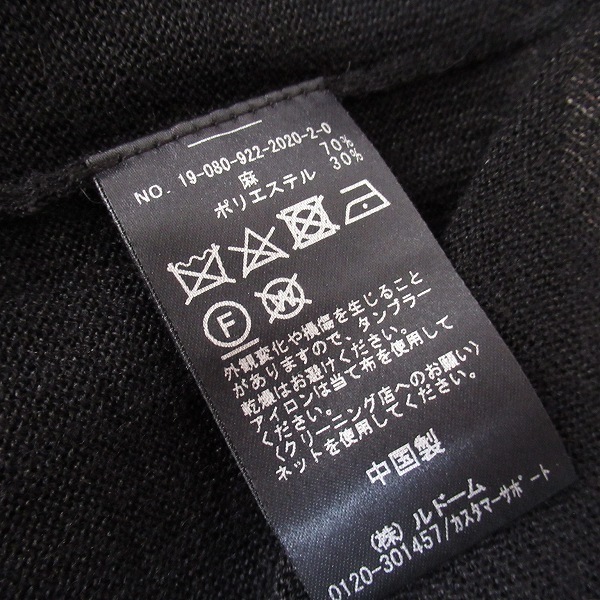 NO. 19-080-922-2020-2-0
麻 70%
ポリエステル 30%
F W
外観変化や損傷を生じること
がありますので、タンブラー
乾燥はお避けください。
アイロンは当て布を使用して
ください。
〈クリーニング店へのお願い〉
ネットを使用してください。
中国製
(株) ルドーム
0120-301457/カスタマーサポート